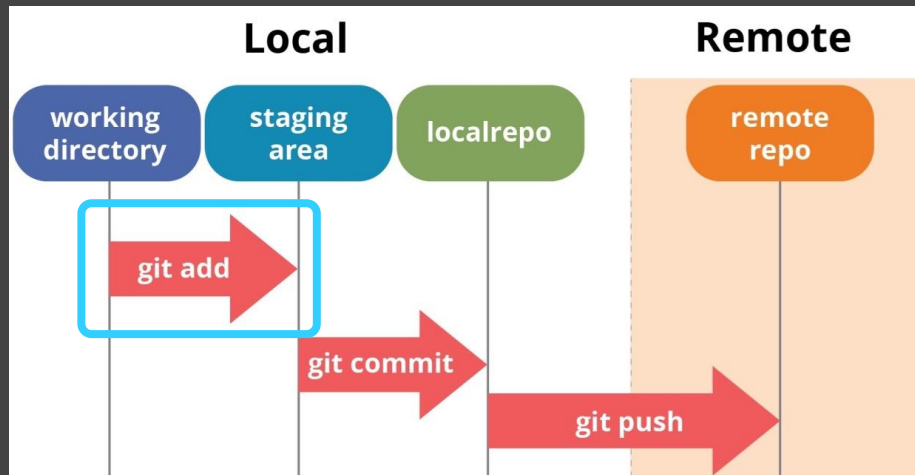 Local
Remote
working
directory
staging
area
localrepo
remote
repo
git add
git commit
git push